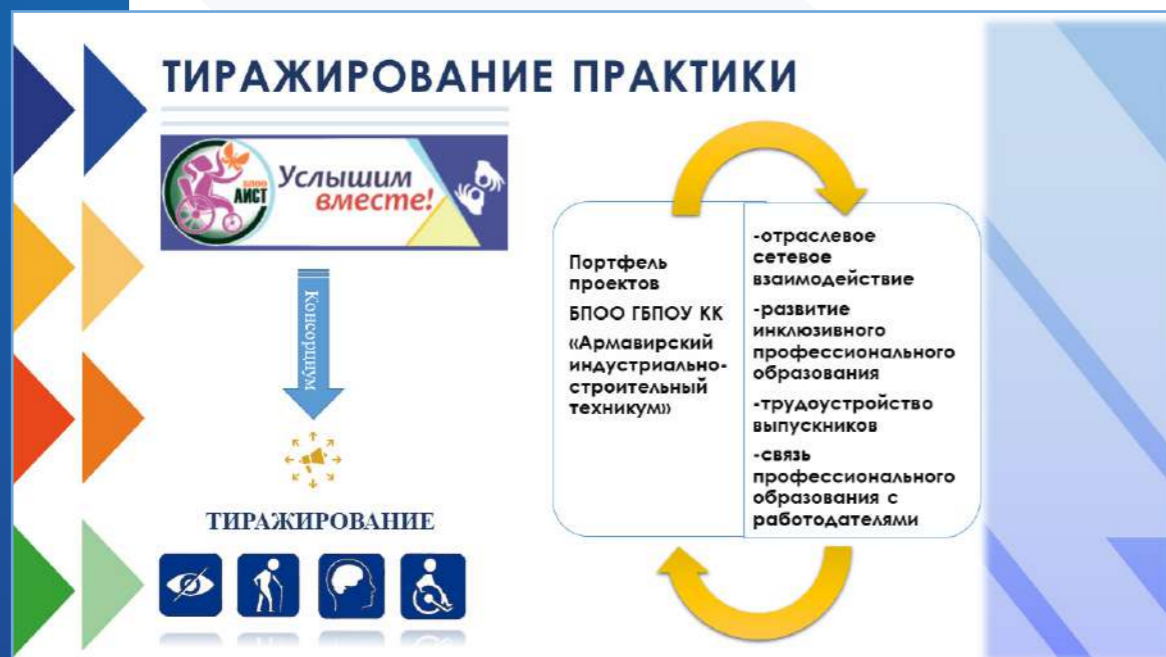 ТИРАЖИРОВАНИЕ ПРАКТИКИ
БПОО
АИСТ
Услышим
вместе!
Консорциум
ТИРАЖИРОВАНИЕ
Портфель
проектов
БПОО ГБПОУ КК
«Армавирский
индустриально-
строительный
техникум»
-отраслевое
сетевое
взаимодействие
-развитие
инклюзивного
профессионального
образования
-трудоустройство
выпускников
-связь
профессионального
образования с
работодателями